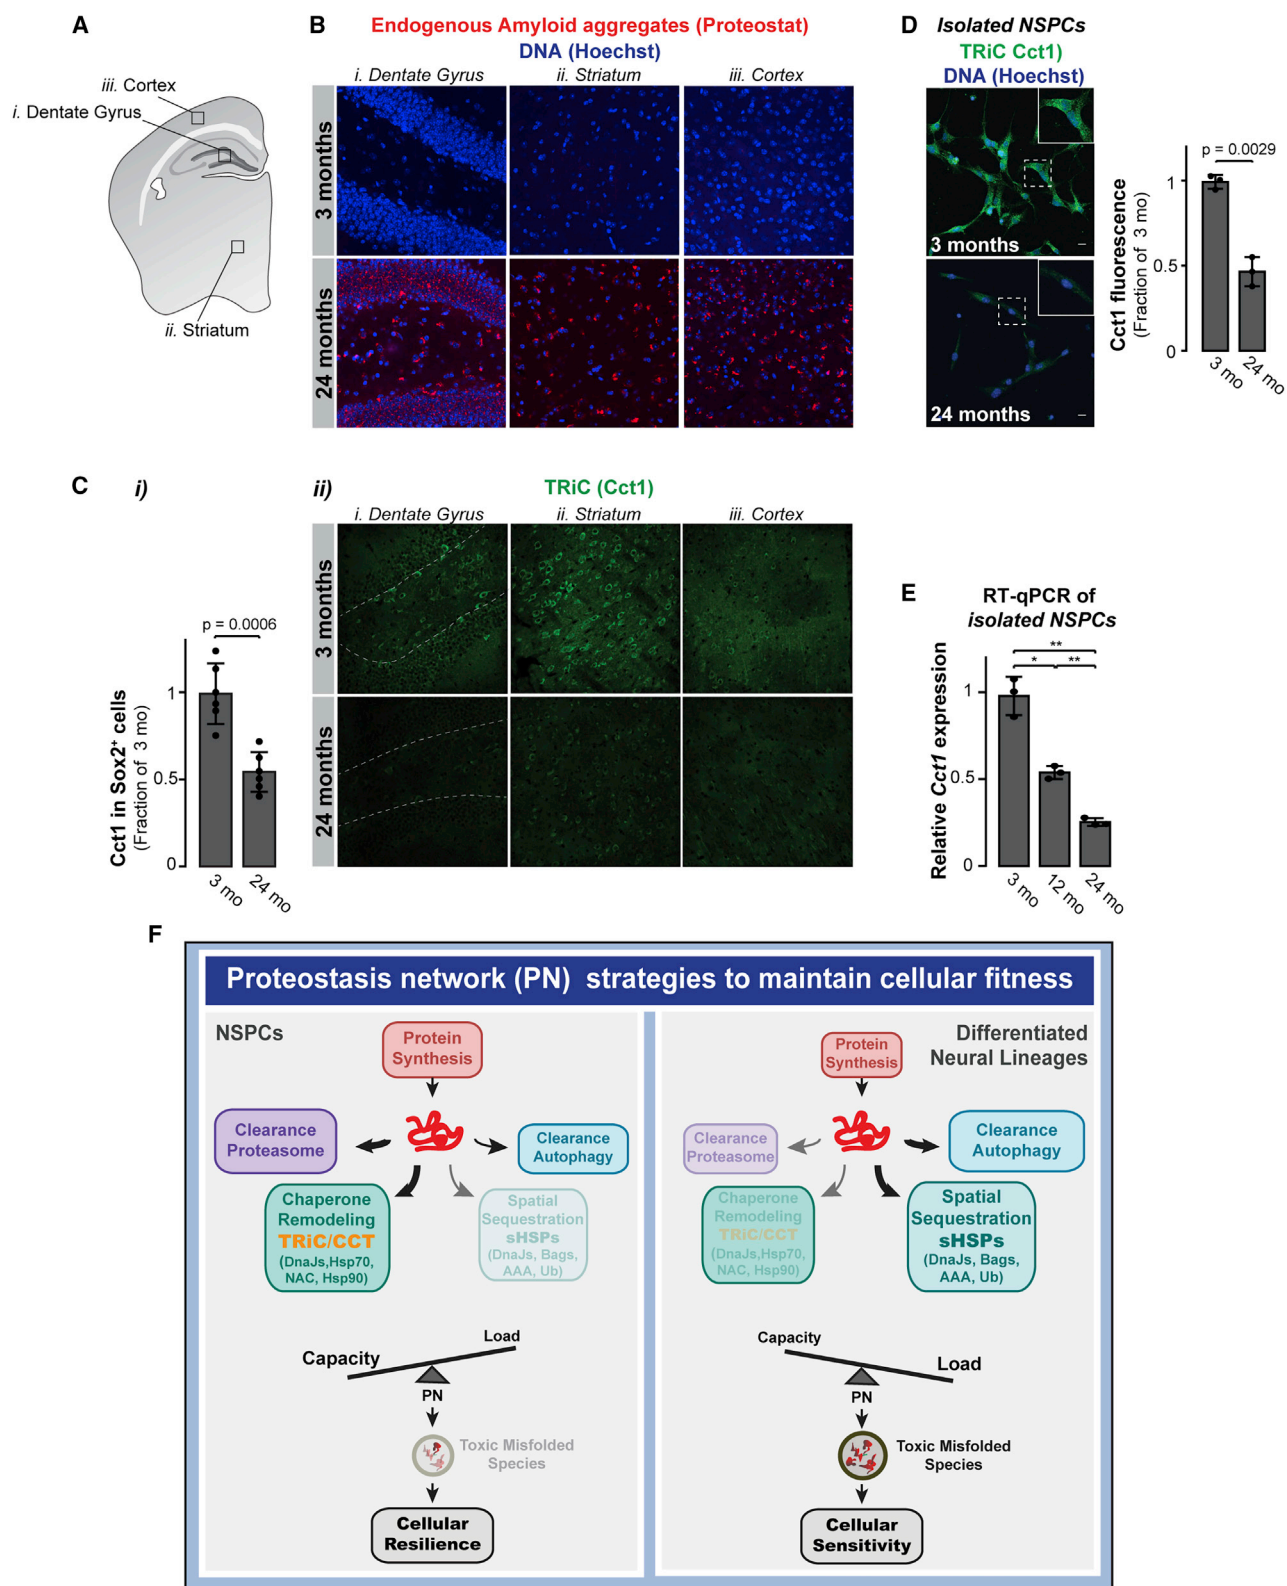 A
iii. Cortex
i. Dentate Gyrus
ii. Striatum
B
Endogenous Amyloid aggregates (Proteostat)
DNA (Hoechst)
i. Dentate Gyrus
ii. Striatum
iii. Cortex
3 months
24 months
D
Isolated NSPCs
TRiC Cct1)
DNA (Hoechst)
3 months
24 months
Cct1 fluorescence
(Fraction of 3 mo)
p = 0.0029
1
0.5
0
3 mo
24 mo
C
i)
Cct1 in Sox2+ cells
(Fraction of 3 mo)
p = 0.0006
1
0.5
0
3 mo
24 mo
ii)
TRiC (Cct1)
i. Dentate Gyrus
ii. Striatum
iii. Cortex
3 months
24 months
E
RT-qPCR of
isolated NSPCs
Relative Cct1 expression
**
* **
1
0.5
0
3 mo
12 mo
24 mo
F
Proteostasis network (PN) strategies to maintain cellular fitness
NSPCs
Protein
Synthesis
Clearance
Proteasome
Clearance
Autophagy
Chaperone
Remodeling
TRiC/CCT
(DnaJs,Hsp70,
NAC, Hsp90)
Spatial
Sequestration
sHSPs
(DnaJs, Bags,
AAA, Ub)
Load
Capacity
PN
Toxic Misfolded
Species
Cellular
Resilience
Differentiated
Neural Lineages
Protein
Synthesis
Clearance
Proteasome
Clearance
Autophagy
Chaperone
Remodeling
TRiC/CCT
(DnaJs,Hsp70,
NAC, Hsp90)
Spatial
Sequestration
sHSPs
(DnaJs, Bags,
AAA, Ub)
Capacity
Load
PN
Toxic Misfolded
Species
Cellular
Sensitivity